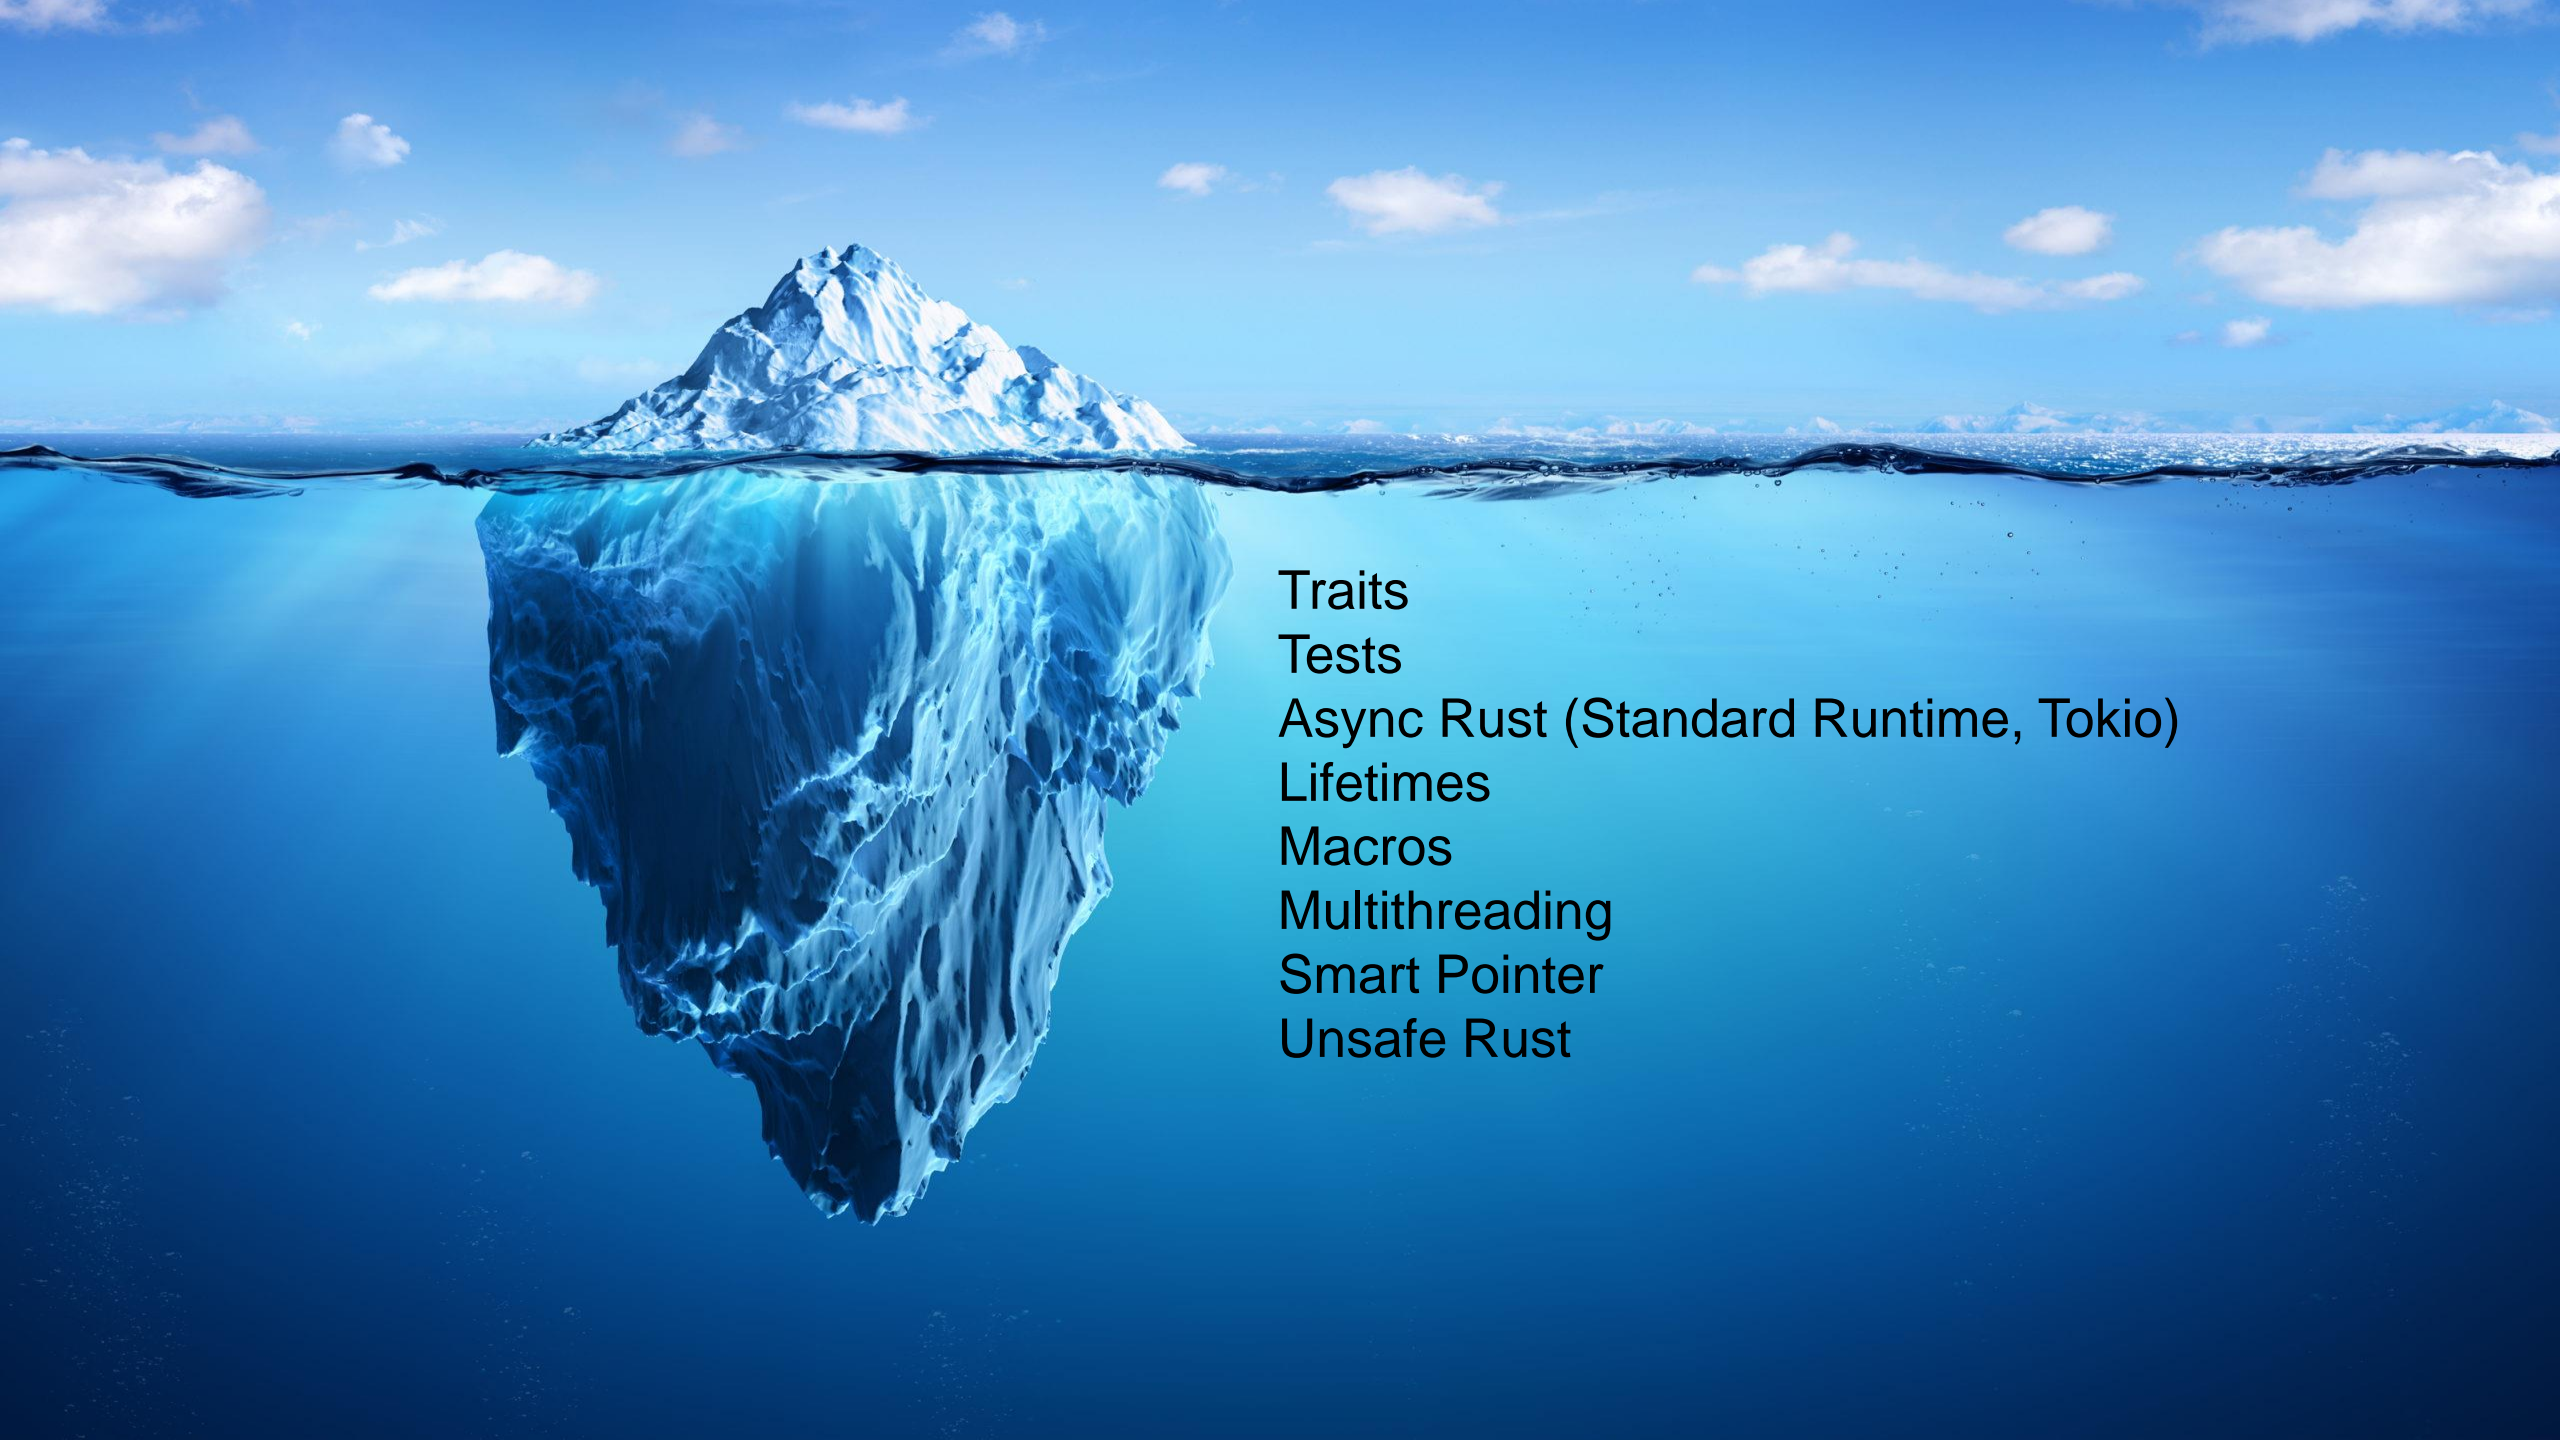 Traits
Tests
Async Rust (Standard Runtime, Tokio)
Lifetimes
Macros
Multithreading
Smart Pointer
Unsafe Rust